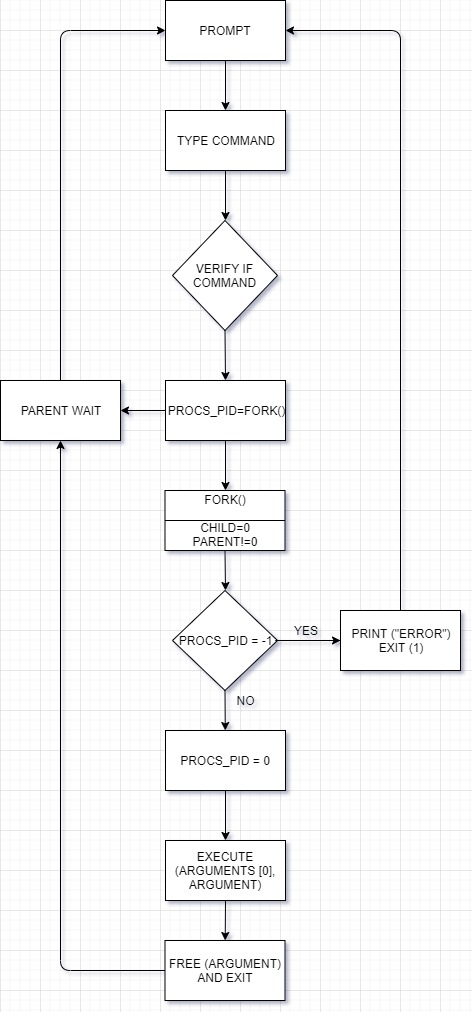 PROMPT
TYPE COMMAND
VERIFY IF
COMMAND
PARENT WAIT
PROCS_PID=FORK()
FORK()
CHILD=0
PARENT!=0
PROCS_PID = -1
YES
PRINT ("ERROR")
EXIT (1)
NO
PROCS_PID = 0
EXECUTE
(ARGUMENTS [0],
ARGUMENT)
FREE (ARGUMENT)
AND EXIT